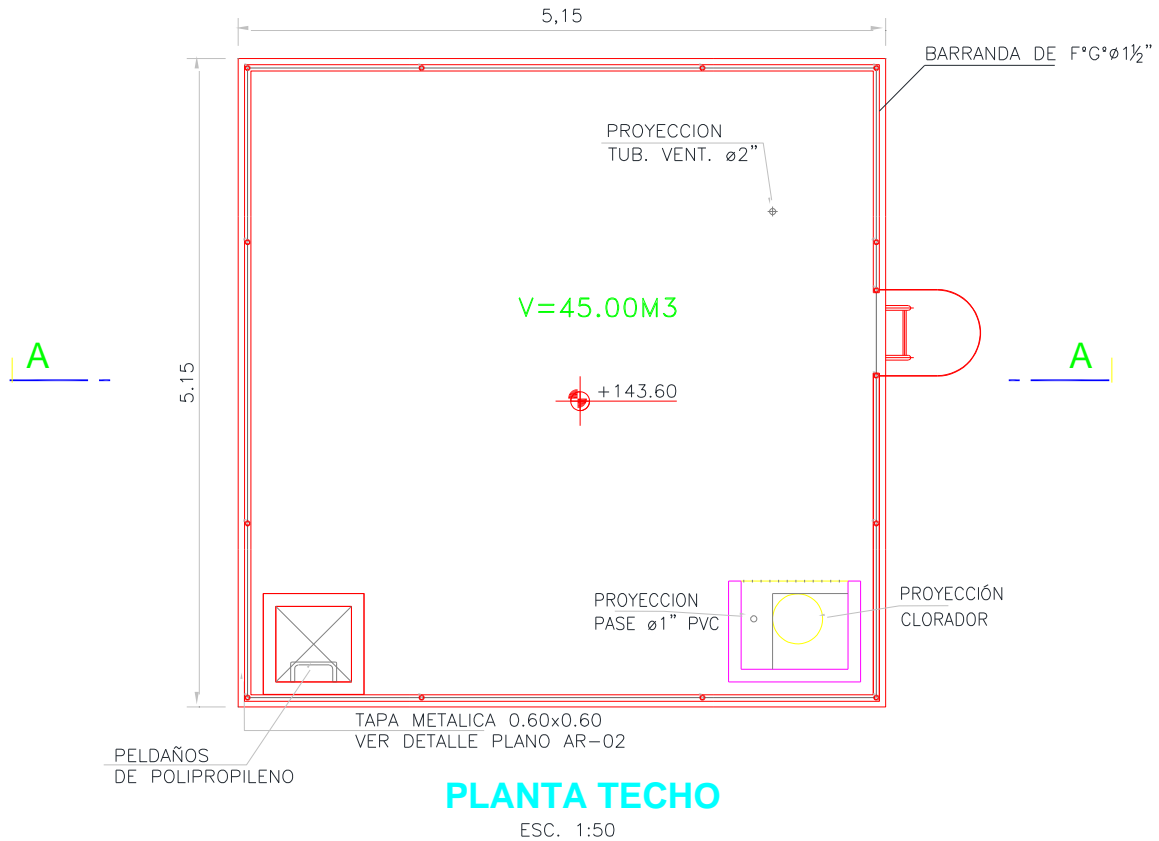 5,15
BARRANDA DE F°G°ø1½”
PROYECCION
TUB. VENT. ø2”
V=45.00M3
A
A
5,15
+143.60
PROYECCION
PASE ø1” PVC
PROYECCIÓN
CLORADOR
TAPA METALICA 0.60x0.60
VER DETALLE PLANO AR-02
PELDAÑOS
DE POLIPROPILENO
PLANTA TECHO
ESC. 1:50